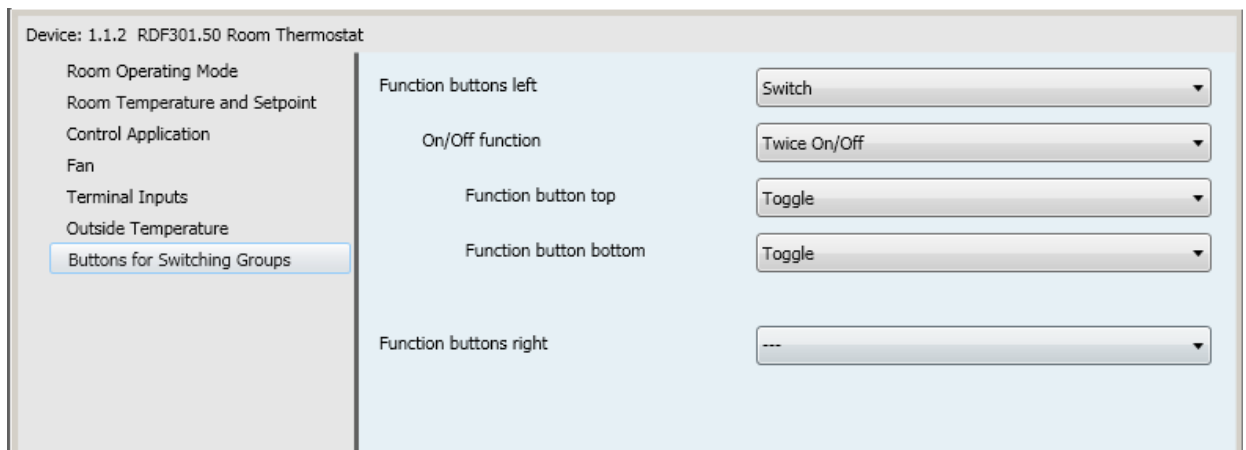 Device: 1.1.2 RDF301.50 Room Thermostat
Room Operating Mode
Room Temperature and Setpoint
Control Application
Fan
Terminal Inputs
Outside Temperature
Buttons for Switching Groups
Function buttons left
Switch
On/Off function
Twice On/Off
Function button top
Toggle
Function button bottom
Toggle
Function buttons right
---